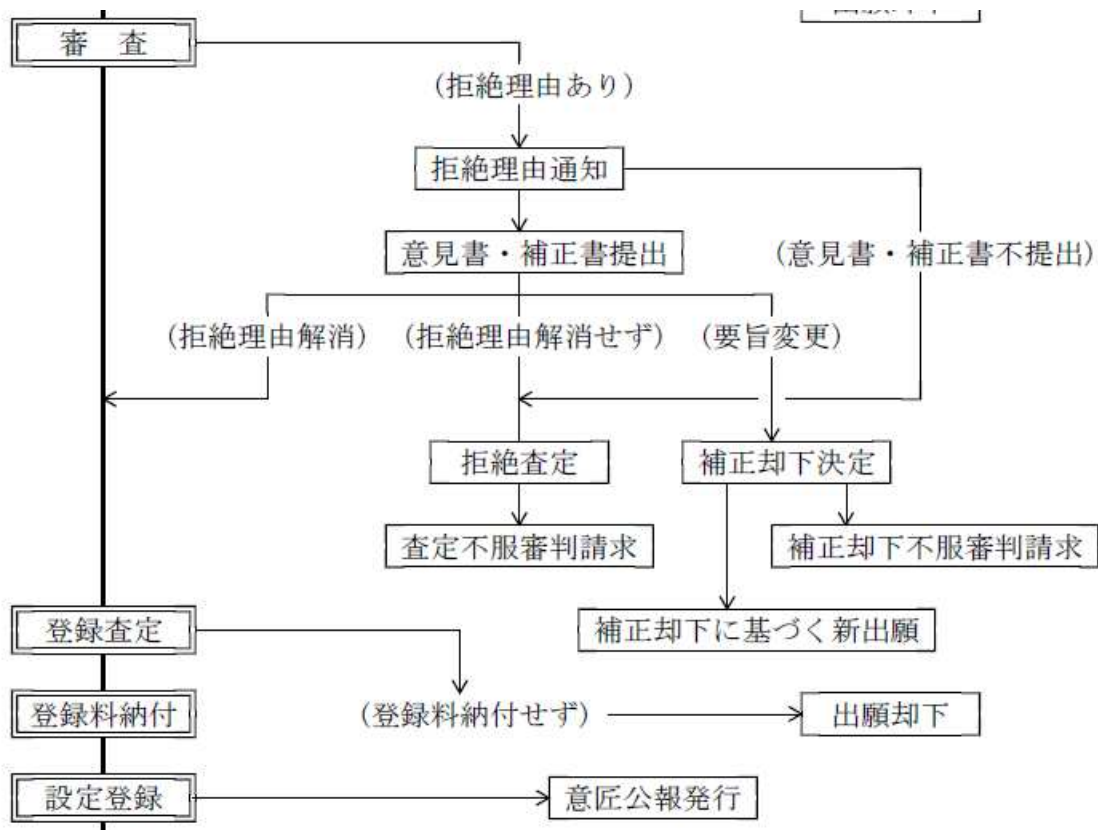 審　査
(拒絶理由あり)
拒絶理由通知
意見書・補正書提出
(意見書・補正書不提出)
(拒絶理由解消)
(拒絶理由解消せず)
(要旨変更)
拒絶査定
補正却下決定
査定不服審判請求
補正却下不服審判請求
登録査定
補正却下に基づく新出願
登録料納付
(登録料納付せず)
出願却下
設定登録
意匠公報発行